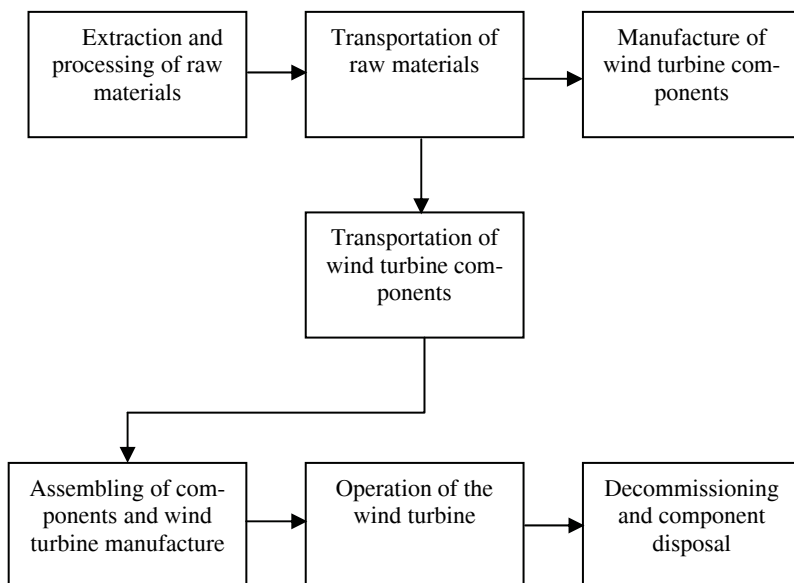 Extraction and
processing of raw
materials
Transportation of
raw materials
Manufacture of
wind turbine com-
ponents
Transportation of
wind turbine com-
ponents
Assembling of com-
ponents and wind
turbine manufacture
Operation of the
wind turbine
Decommissioning
and component
disposal